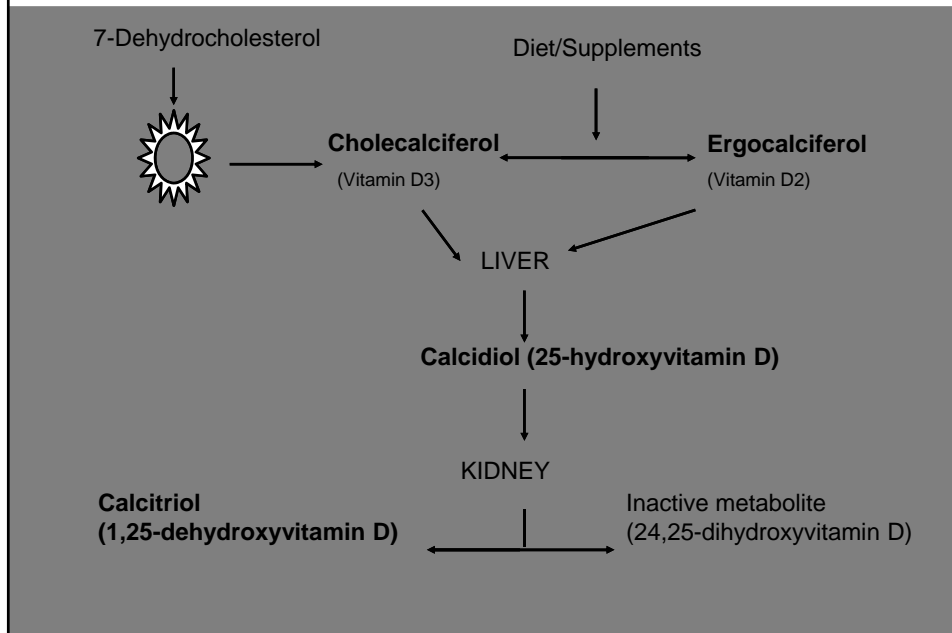 7-Dehydrocholesterol
Diet/Supplements
Cholecalciferol
(Vitamin D3)
Ergocalciferol
(Vitamin D2)
LIVER
Calcidiol (25-hydroxyvitamin D)
KIDNEY
Calcitriol
(1,25-dehydroxyvitamin D)
Inactive metabolite
(24,25-dihydroxyvitamin D)